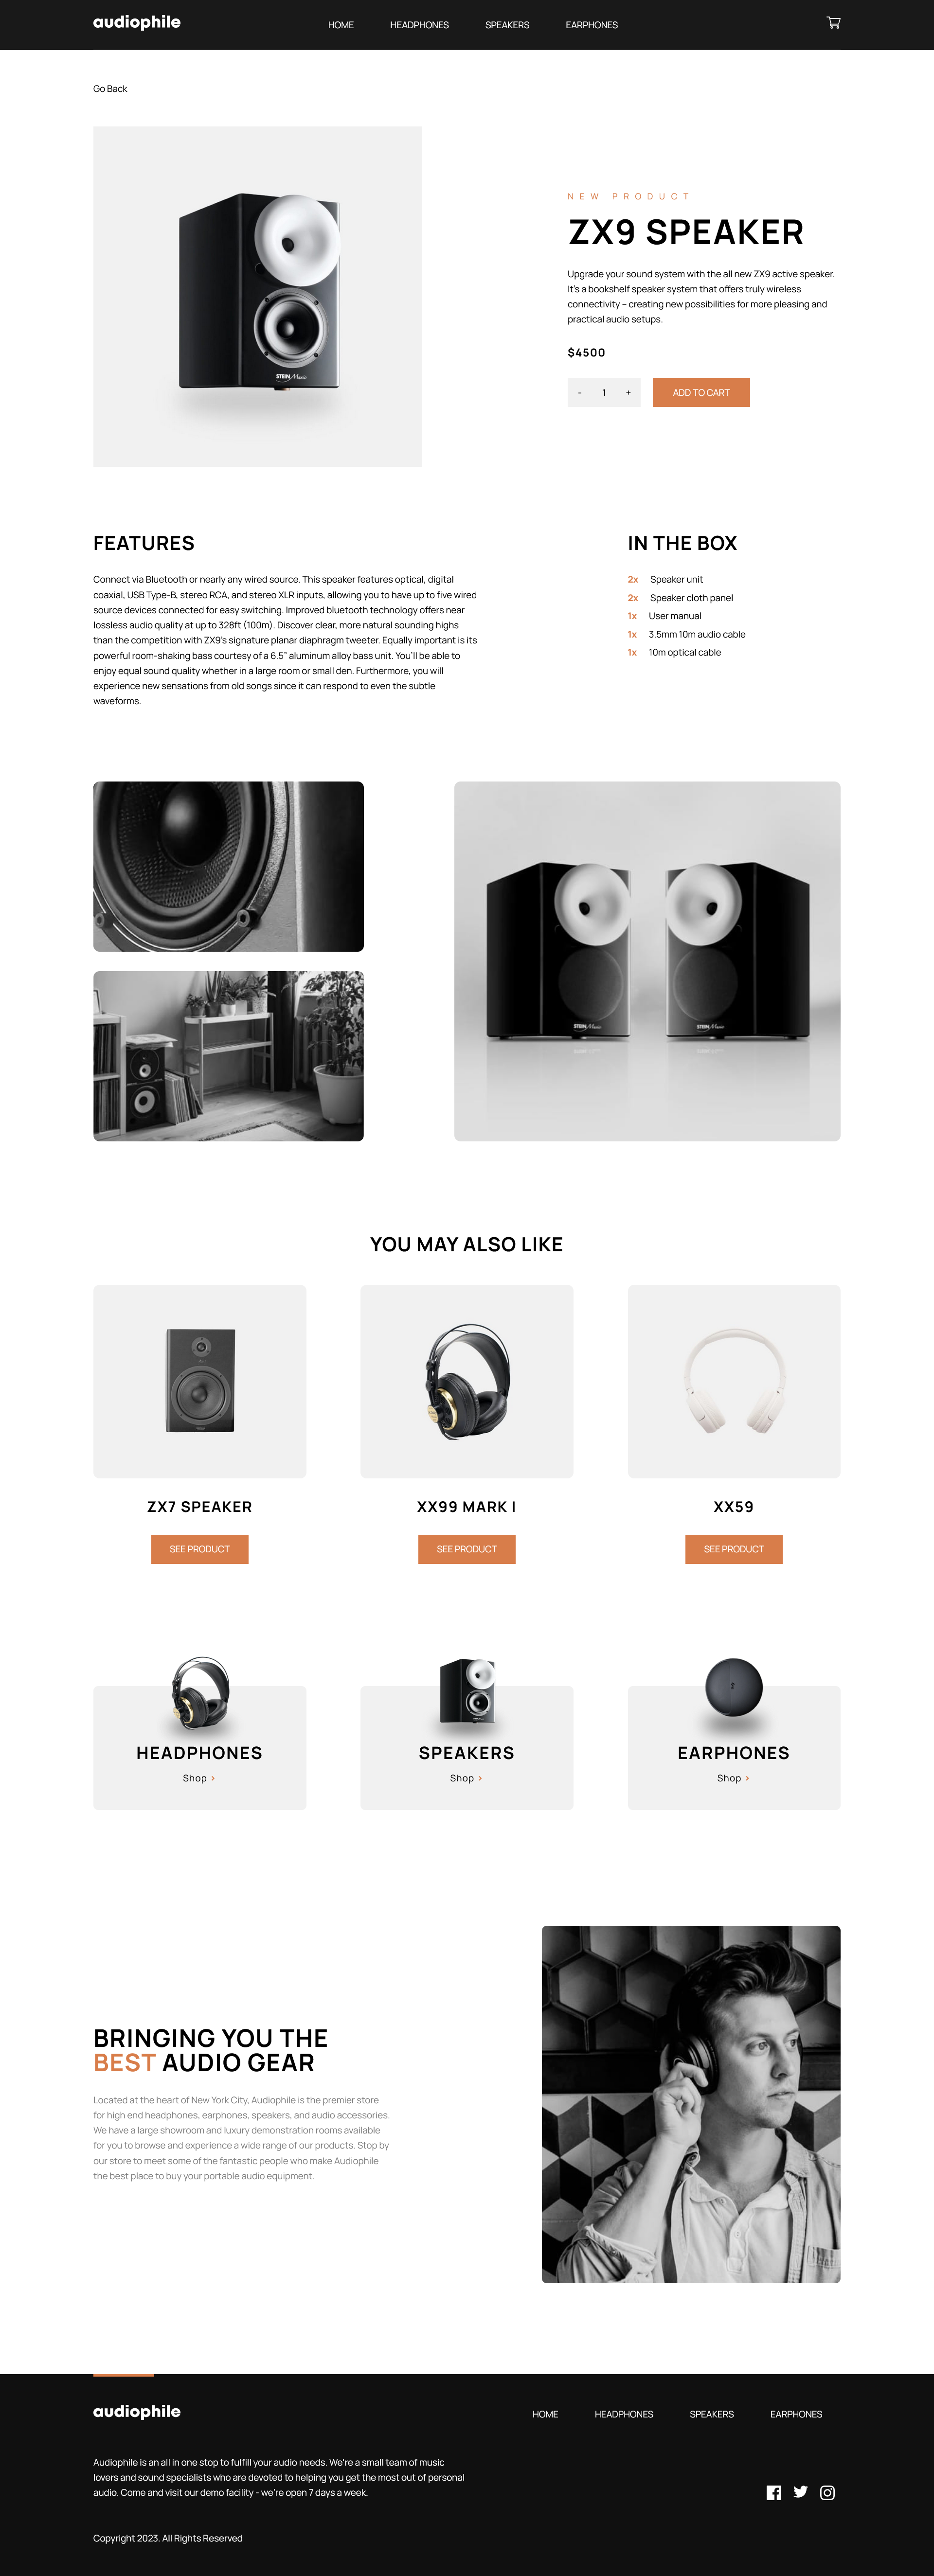 audiophile
HOME HEADPHONES SPEAKERS EARPHONES
Go Back
NEW PRODUCT
ZX9 SPEAKER
Upgrade your sound system with the all new ZX9 active speaker.
It's a bookshelf speaker system that offers truly wireless
connectivity – creating new possibilities for more pleasing and
practical audio setups.
$4500
- 1 +
ADD TO CART
STEIN Music
FEATURES
Connect via Bluetooth or nearly any wired source. This speaker features optical, digital
coaxial, USB Type-B, stereo RCA, and stereo XLR inputs, allowing you to have up to five wired
source devices connected for easy switching. Improved bluetooth technology offers near
lossless audio quality at up to 328ft (100m). Discover clear, more natural sounding highs
than the competition with ZX9's signature planar diaphragm tweeter. Equally important is its
powerful room-shaking bass courtesy of a 6.5" aluminum alloy bass unit. You'll be able to
enjoy equal sound quality whether in a large room or small den. Furthermore, you will
experience new sensations from old songs since it can respond to even the subtle
waveforms.
IN THE BOX
2x Speaker unit
2x Speaker cloth panel
1x User manual
1x 3.5mm 10m audio cable
1x 10m optical cable
STEIN Music
STEIN Music
YOU MAY ALSO LIKE
ZX7 SPEAKER
SEE PRODUCT
XX99 MARK I
SEE PRODUCT
XX59
SEE PRODUCT
HEADPHONES
Shop >
SPEAKERS
Shop >
EARPHONES
Shop >
BRINGING YOU THE
BEST AUDIO GEAR
Located at the heart of New York City, Audiophile is the premier store
for high end headphones, earphones, speakers, and audio accessories.
We have a large showroom and luxury demonstration rooms available
for you to browse and experience a wide range of our products. Stop by
our store to meet some of the fantastic people who make Audiophile
the best place to buy your portable audio equipment.
audiophile
HOME HEADPHONES SPEAKERS EARPHONES
Audiophile is an all in one stop to fulfill your audio needs. We're a small team of music
lovers and sound specialists who are devoted to helping you get the most out of personal
audio. Come and visit our demo facility - we're open 7 days a week.
Copyright 2023. All Rights Reserved